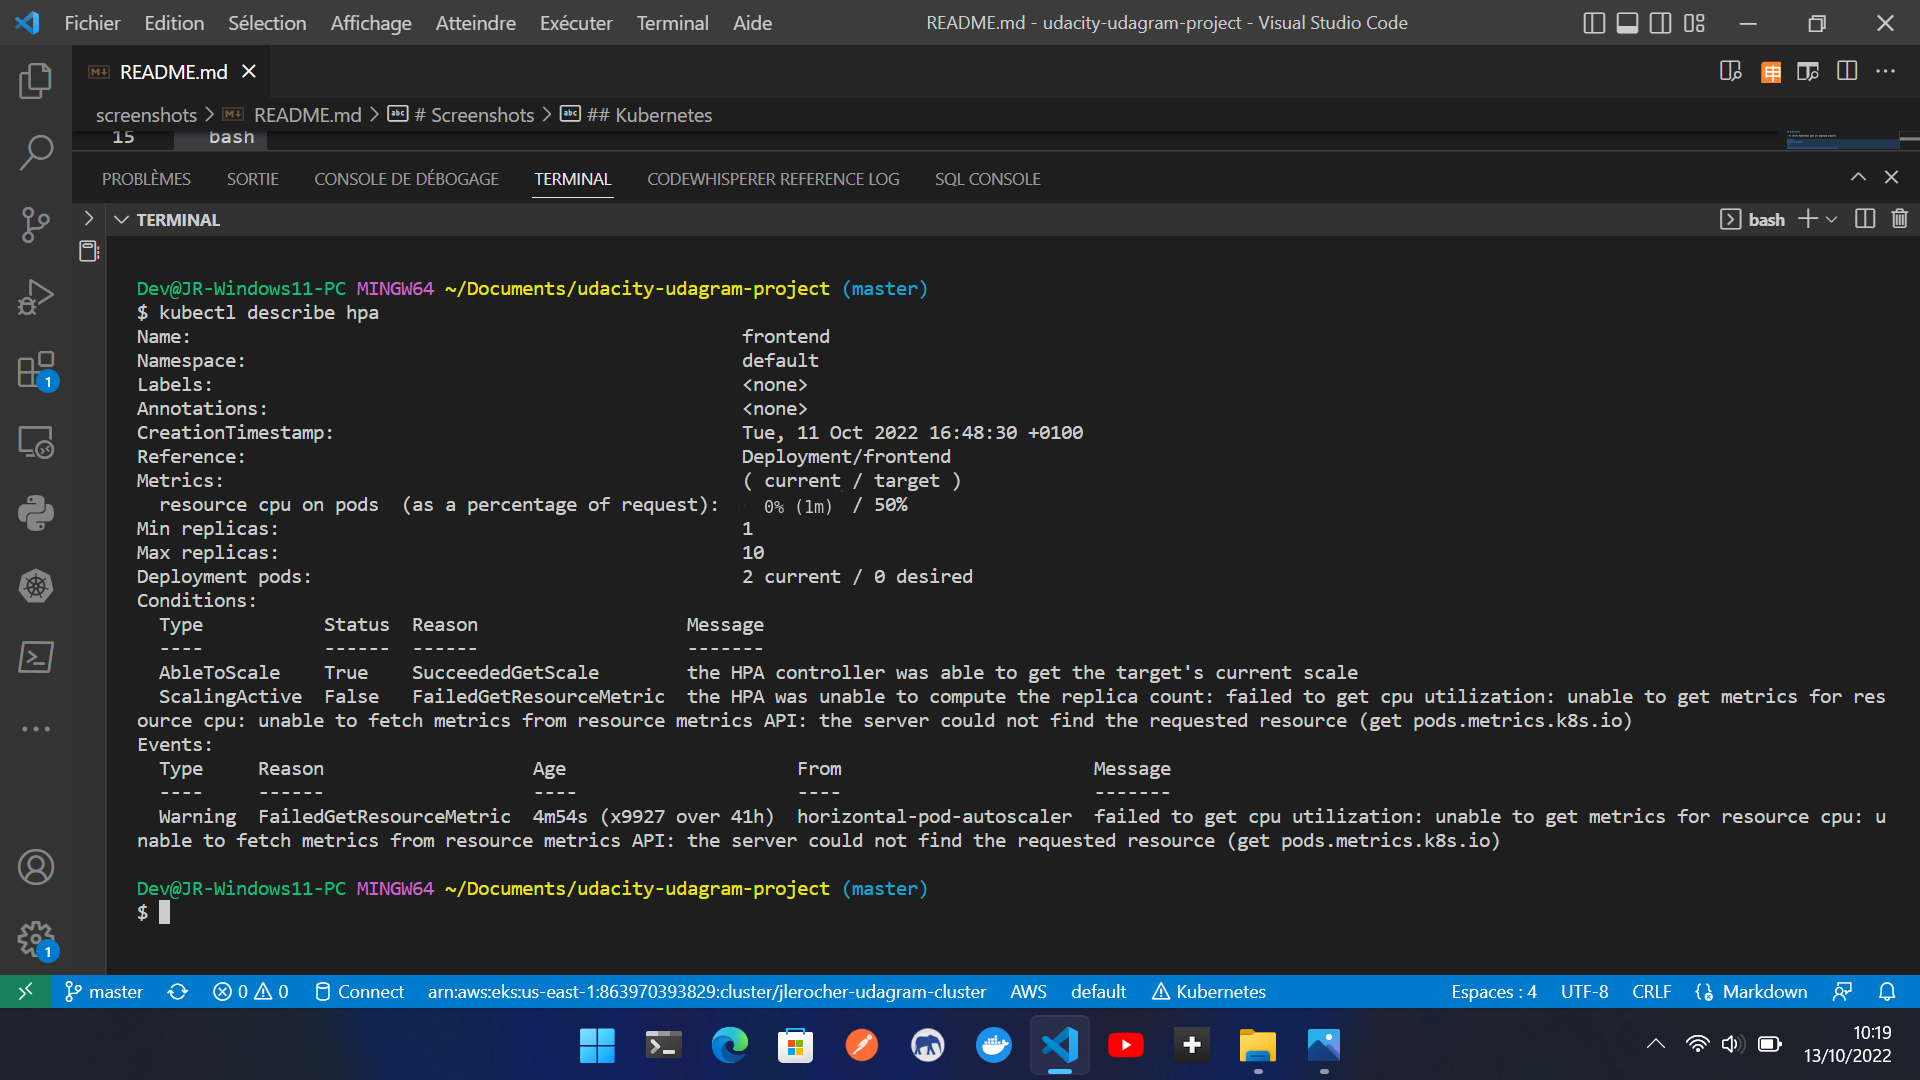 Fichier Edition Sélection Affichage Atteindre Exécuter Terminal Aide README.md - udacity-udagram-project - Visual Studio Code
README.md
screenshots > README.md > # Screenshots > ## Kubernetes
15 bash
PROBLÈMES SORTIE CONSOLE DE DÉBOGAGE TERMINAL CODEWHISPERER REFERENCE LOG SQL CONSOLE
TERMINAL bash
Dev@JR-Windows11-PC MINGW64 ~/Documents/udacity-udagram-project (master)
$ kubectl describe hpa
Name: frontend
Namespace: default
Labels: <none>
Annotations: <none>
CreationTimestamp: Tue, 11 Oct 2022 16:48:30 +0100
Reference: Deployment/frontend
Metrics: ( current / target )
resource cpu on pods (as a percentage of request): 0% (1m) / 50%
Min replicas: 1
Max replicas: 10
Deployment pods: 2 current / 0 desired
Conditions:
Type Status Reason Message
---- ------ ------ -------
AbleToScale True SucceededGetScale the HPA controller was able to get the target's current scale
ScalingActive False FailedGetResourceMetric the HPA was unable to compute the replica count: failed to get cpu utilization: unable to get metrics for res
ource cpu: unable to fetch metrics from resource metrics API: the server could not find the requested resource (get pods.metrics.k8s.io)
Events:
Type Reason Age From Message
---- ------ ---- ---- -------
Warning FailedGetResourceMetric 4m54s (x9927 over 41h) horizontal-pod-autoscaler failed to get cpu utilization: unable to get metrics for resource cpu: u
nable to fetch metrics from resource metrics API: the server could not find the requested resource (get pods.metrics.k8s.io)
Dev@JR-Windows11-PC MINGW64 ~/Documents/udacity-udagram-project (master)
$
1
1
master 0 0 Connect arn:aws:eks:us-east-1:863970393829:cluster/jlerocher-udagram-cluster AWS default Kubernetes Espaces : 4 UTF-8 CRLF Markdown
10:19
13/10/2022